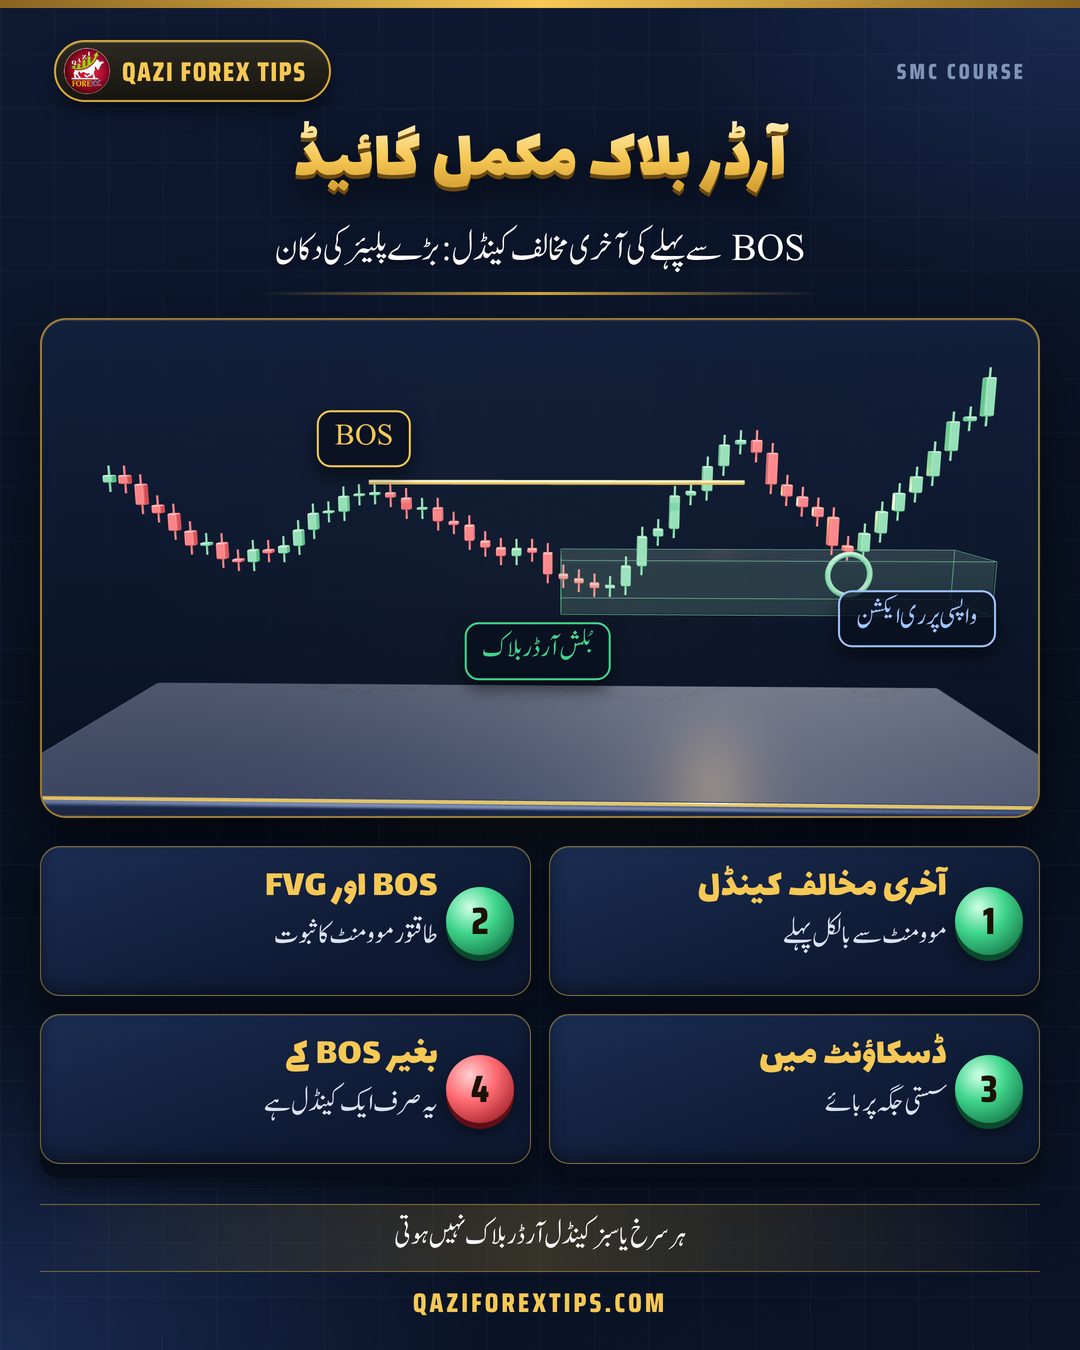 QAZI FOREX TIPS
SMC COURSE
آرڈر بلاک مکمل گائیڈ
BOS سے پہلے کی آخری مخالف کینڈل: بڑے پلیئر کی دکان
BOS
بُلش آرڈر بلاک
واپسی پر ری ایکشن
1
آخری مخالف کینڈل
موومنٹ سے بالکل پہلے
2
BOS اور FVG
طاقتور موومنٹ کا ثبوت
3
ڈسکاؤنٹ میں
سستی جگہ پر بائے
4
بغیر BOS کے
یہ صرف ایک کینڈل ہے
ہر سرخ یا سبز کینڈل آرڈر بلاک نہیں ہوتی
QAZIFOREXTIPS.COM